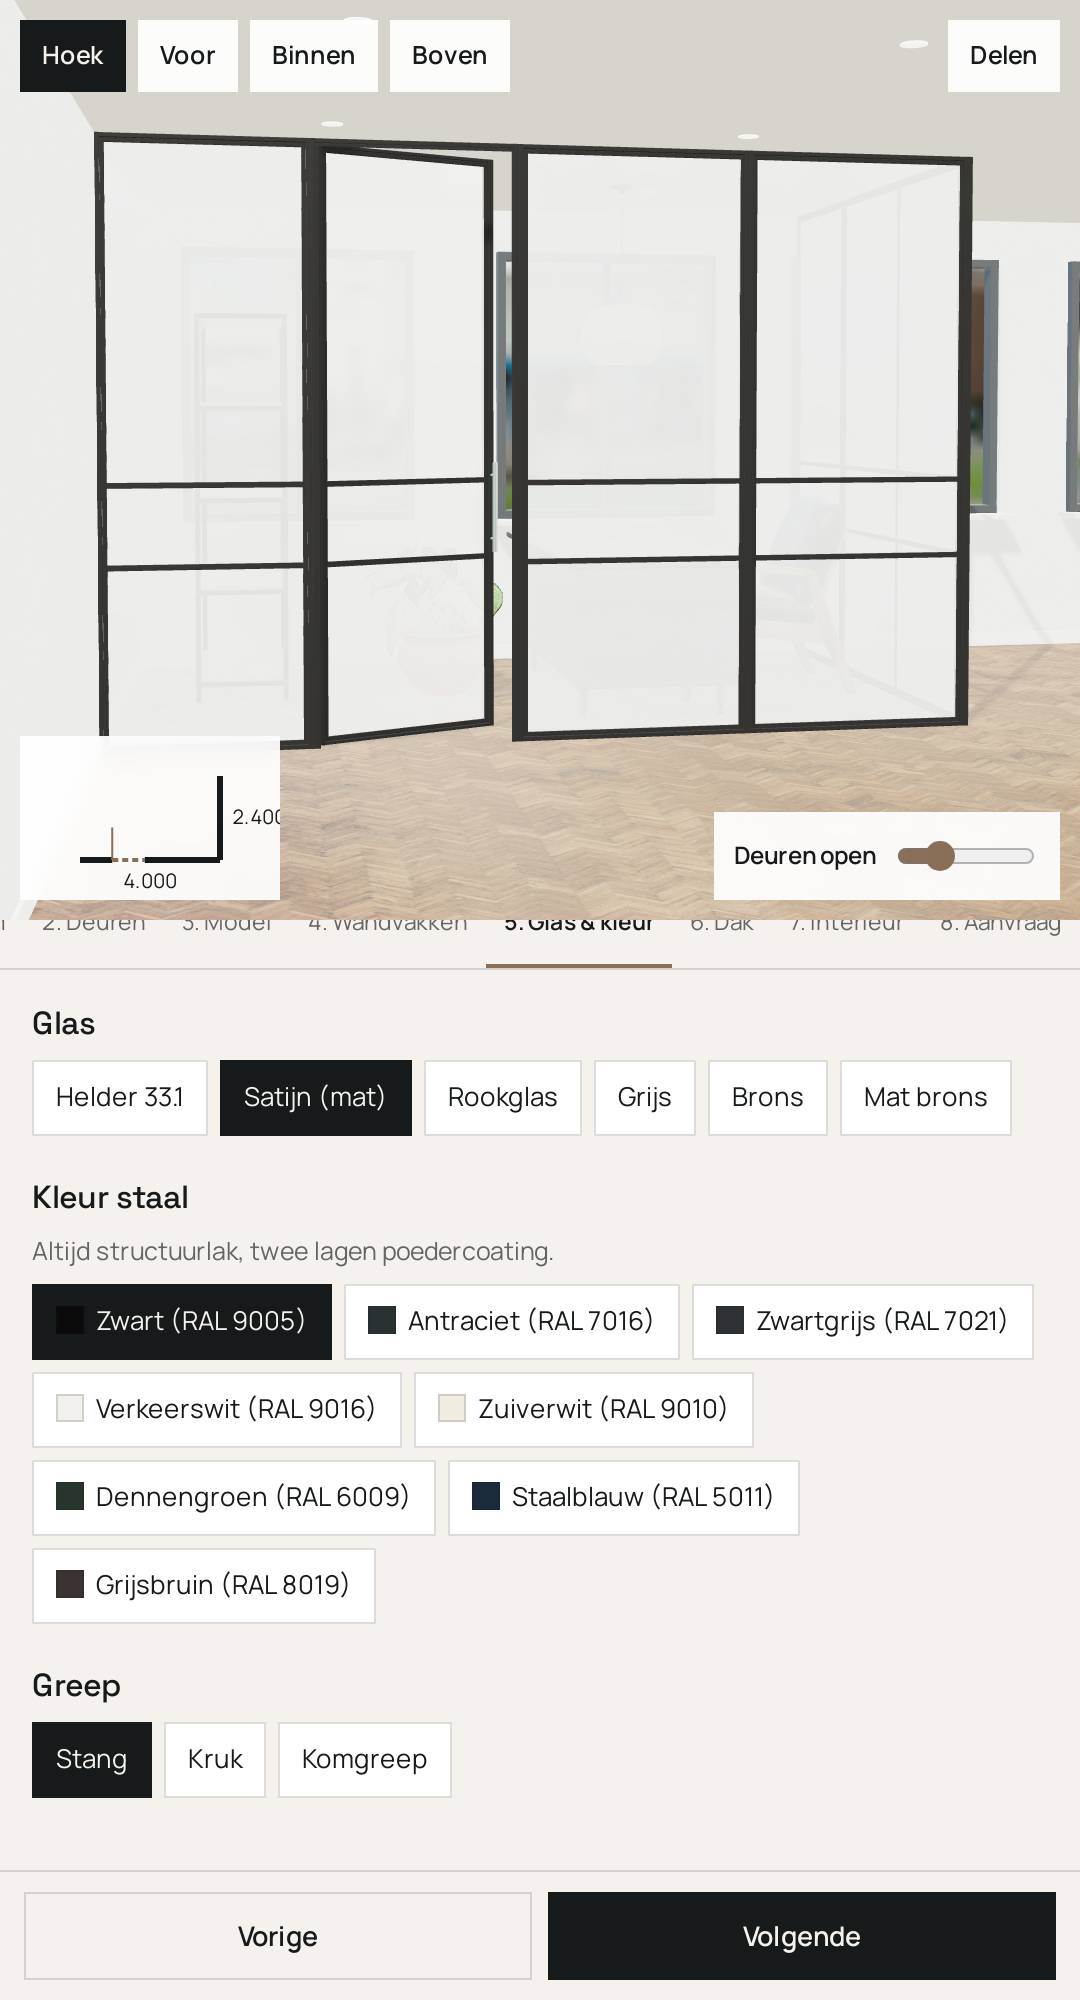 Hoek Voor Binnen Boven Delen
2.400
4.000
Deuren open
2. Deuren 3. Model 4. Wandvakken 5. Glas & kleur 6. Dak 7. Interieur 8. Aanvraag
Glas
Helder 33.1 Satijn (mat) Rookglas Grijs Brons Mat brons
Kleur staal
Altijd structuurlak, twee lagen poedercoating.
Zwart (RAL 9005) Antraciet (RAL 7016) Zwartgrijs (RAL 7021)
Verkeerswit (RAL 9016) Zuiverwit (RAL 9010)
Dennengroen (RAL 6009) Staalblauw (RAL 5011)
Grijsbruin (RAL 8019)
Greep
Stang Kruk Komgreep
Vorige Volgende